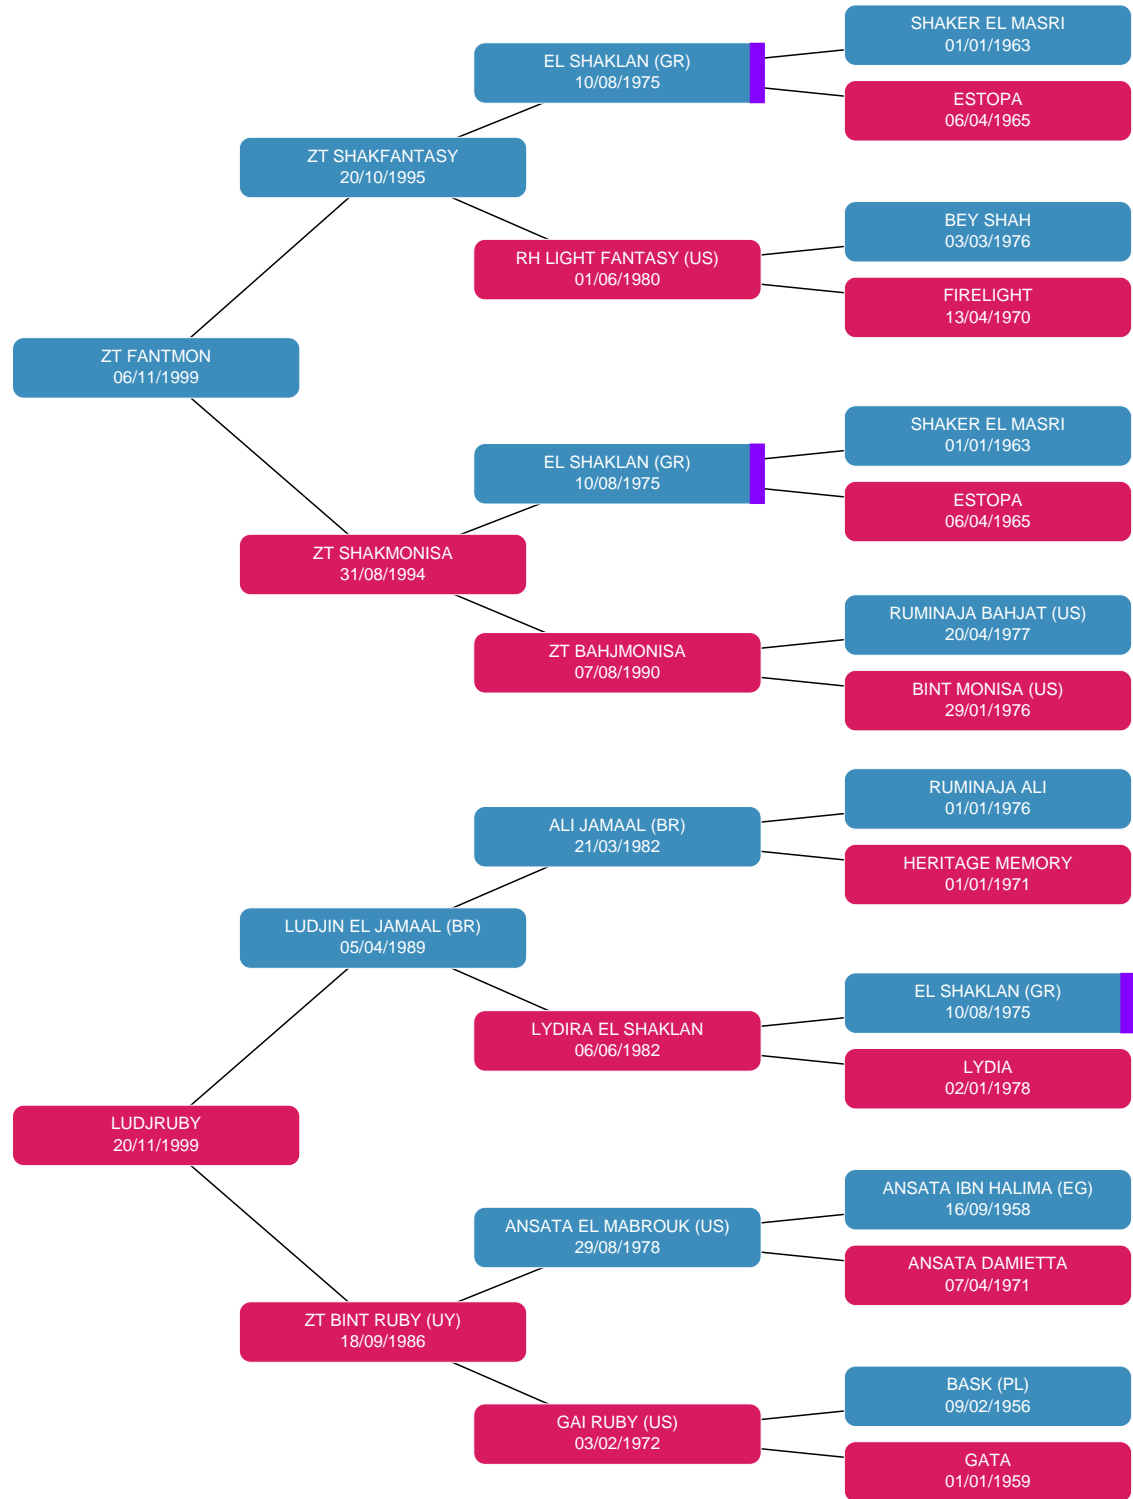 SHAKER EL MASRI
01/01/1963
EL SHAKLAN (GR)
10/08/1975
ESTOPA
06/04/1965
ZT SHAKFANTASY
20/10/1995
BEY SHAH
03/03/1976
RH LIGHT FANTASY (US)
01/06/1980
FIRELIGHT
13/04/1970
ZT FANTMON
06/11/1999
SHAKER EL MASRI
01/01/1963
EL SHAKLAN (GR)
10/08/1975
ESTOPA
06/04/1965
ZT SHAKMONISA
31/08/1994
RUMINAJA BAHJAT (US)
20/04/1977
ZT BAHJMONISA
07/08/1990
BINT MONISA (US)
29/01/1976
RUMINAJA ALI
01/01/1976
ALI JAMAAL (BR)
21/03/1982
HERITAGE MEMORY
01/01/1971
LUDJIN EL JAMAAL (BR)
05/04/1989
EL SHAKLAN (GR)
10/08/1975
LYDIRA EL SHAKLAN
06/06/1982
LYDIA
02/01/1978
LUDJRUBY
20/11/1999
ANSATA IBN HALIMA (EG)
16/09/1958
ANSATA EL MABROUK (US)
29/08/1978
ANSATA DAMIETTA
07/04/1971
ZT BINT RUBY (UY)
18/09/1986
BASK (PL)
09/02/1956
GAI RUBY (US)
03/02/1972
GATA
01/01/1959